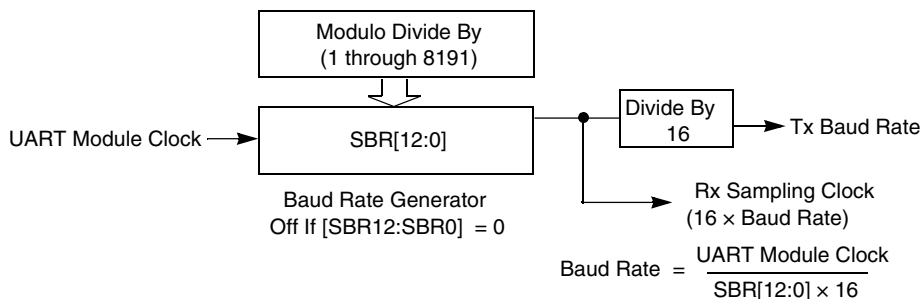 Modulo Divide By
(1 through 8191)
UART Module Clock
SBR[12:0]
Divide By
16
Tx Baud Rate
Baud Rate Generator
Off If [SBR12:SBR0] = 0
Rx Sampling Clock
(16 × Baud Rate)
Baud Rate = UART Module Clock
SBR[12:0] × 16